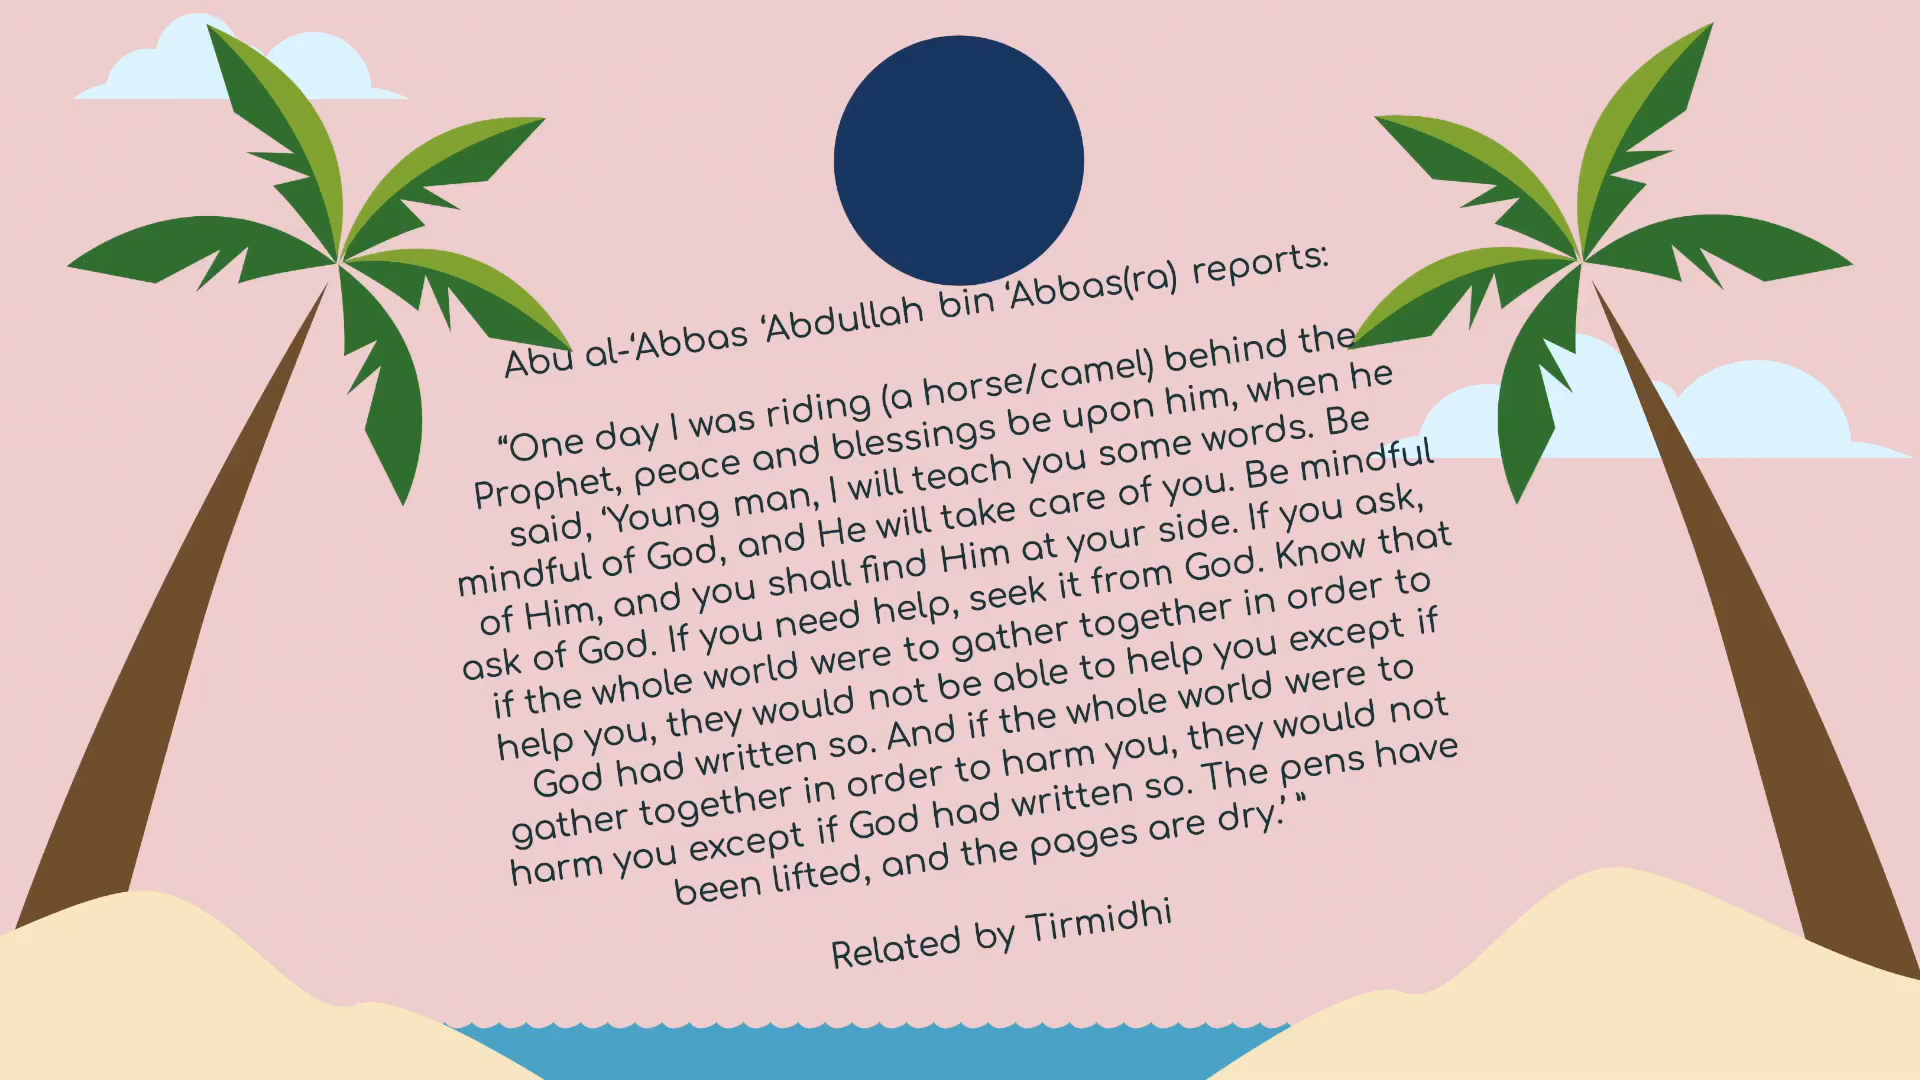 Abu al-‘Abbas ‘Abdullah bin ‘Abbas(ra) reports:
“One day I was riding (a horse/camel) behind the
Prophet, peace and blessings be upon him, when he
said, ‘Young man, I will teach you some words. Be
mindful of God, and He will take care of you. Be mindful
of Him, and you shall find Him at your side. If you ask,
ask of God. If you need help, seek it from God. Know that
if the whole world were to gather together in order to
help you, they would not be able to help you except if
God had written so. And if the whole world were to
gather together in order to harm you, they would not
harm you except if God had written so. The pens have
been lifted, and the pages are dry.’ ”
Related by Tirmidhi